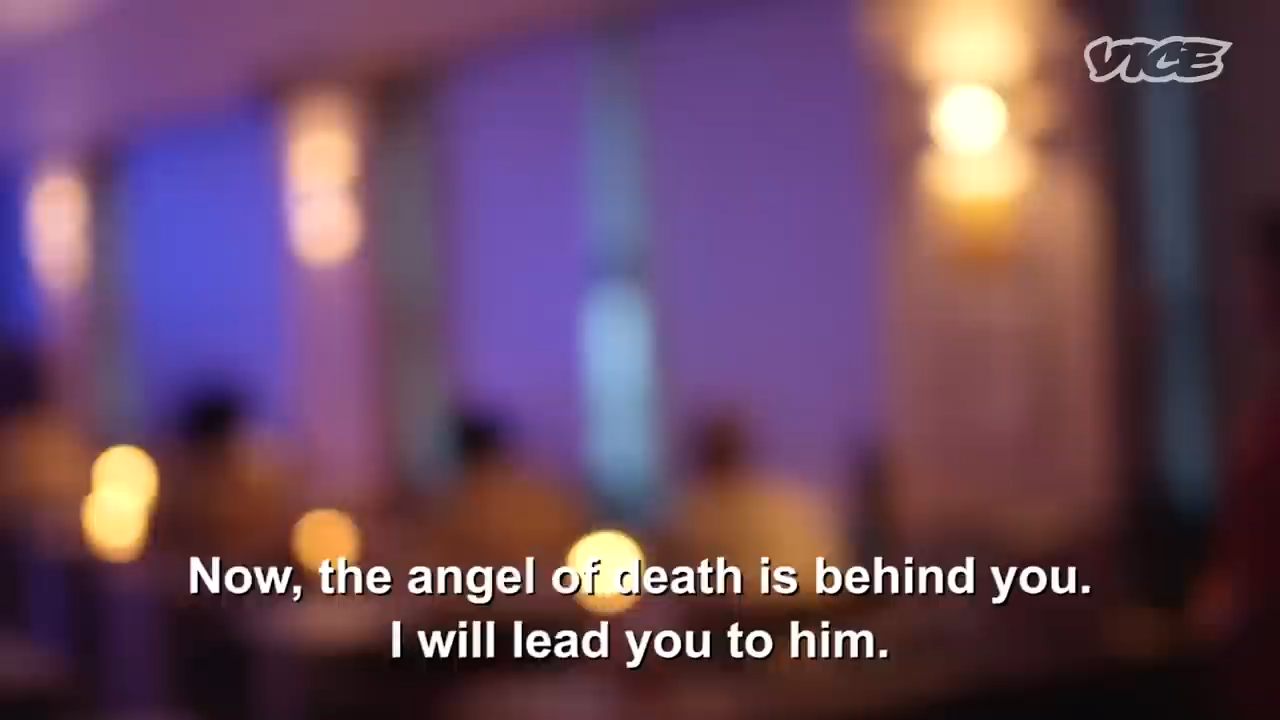 VICE
Now, the angel of death is behind you.
I will lead you to him.